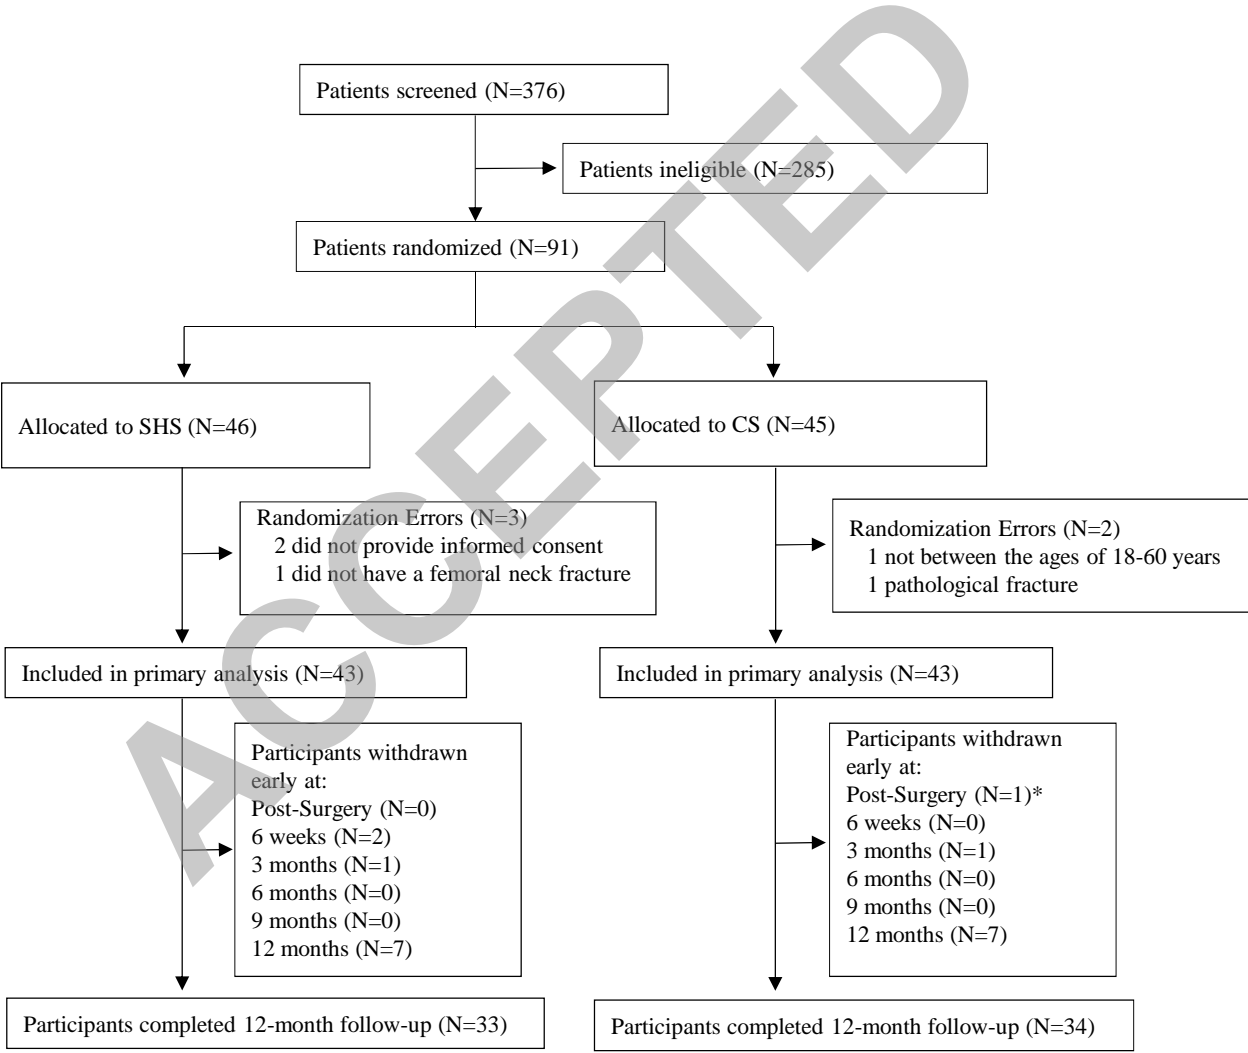 Patients screened (N=376)
Patients ineligible (N=285)
Patients randomized (N=91)
Allocated to SHS (N=46)
Allocated to CS (N=45)
Randomization Errors (N=3)
2 did not provide informed consent
1 did not have a femoral neck fracture
Randomization Errors (N=2)
1 not between the ages of 18-60 years
1 pathological fracture
Included in primary analysis (N=43)
Included in primary analysis (N=43)
Participants withdrawn
early at:
Post-Surgery (N=0)
6 weeks (N=2)
3 months (N=1)
6 months (N=0)
9 months (N=0)
12 months (N=7)
Participants withdrawn
early at:
Post-Surgery (N=1)*
6 weeks (N=0)
3 months (N=1)
6 months (N=0)
9 months (N=0)
12 months (N=7)
Participants completed 12-month follow-up (N=33)
Participants completed 12-month follow-up (N=34)
ACCEPTED